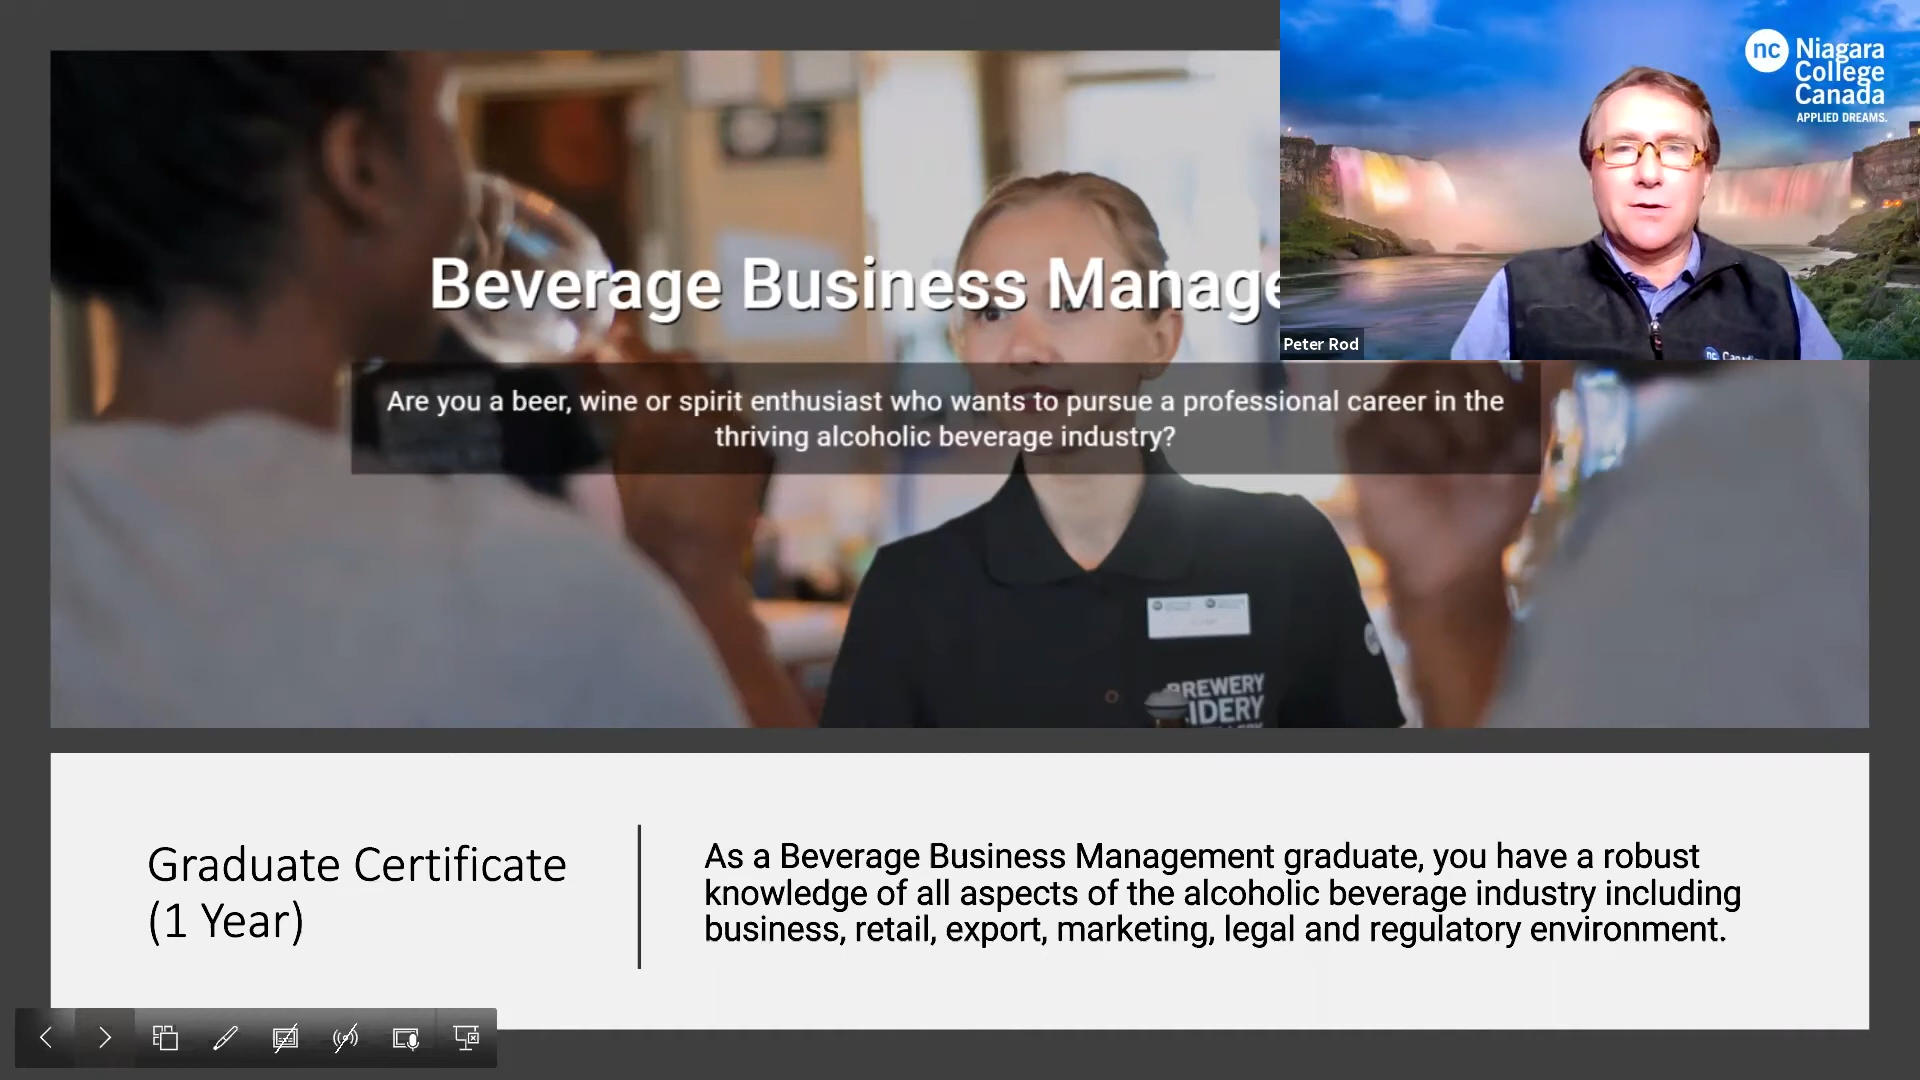 nc
Niagara
College
Canada
APPLIED DREAMS.
Peter Rod
Beverage Business Manage
Are you a beer, wine or spirit enthusiast who wants to pursue a professional career in the
thriving alcoholic beverage industry?
BREWERY
IDERY
Graduate Certificate
(1 Year)
As a Beverage Business Management graduate, you have a robust
knowledge of all aspects of the alcoholic beverage industry including
business, retail, export, marketing, legal and regulatory environment.